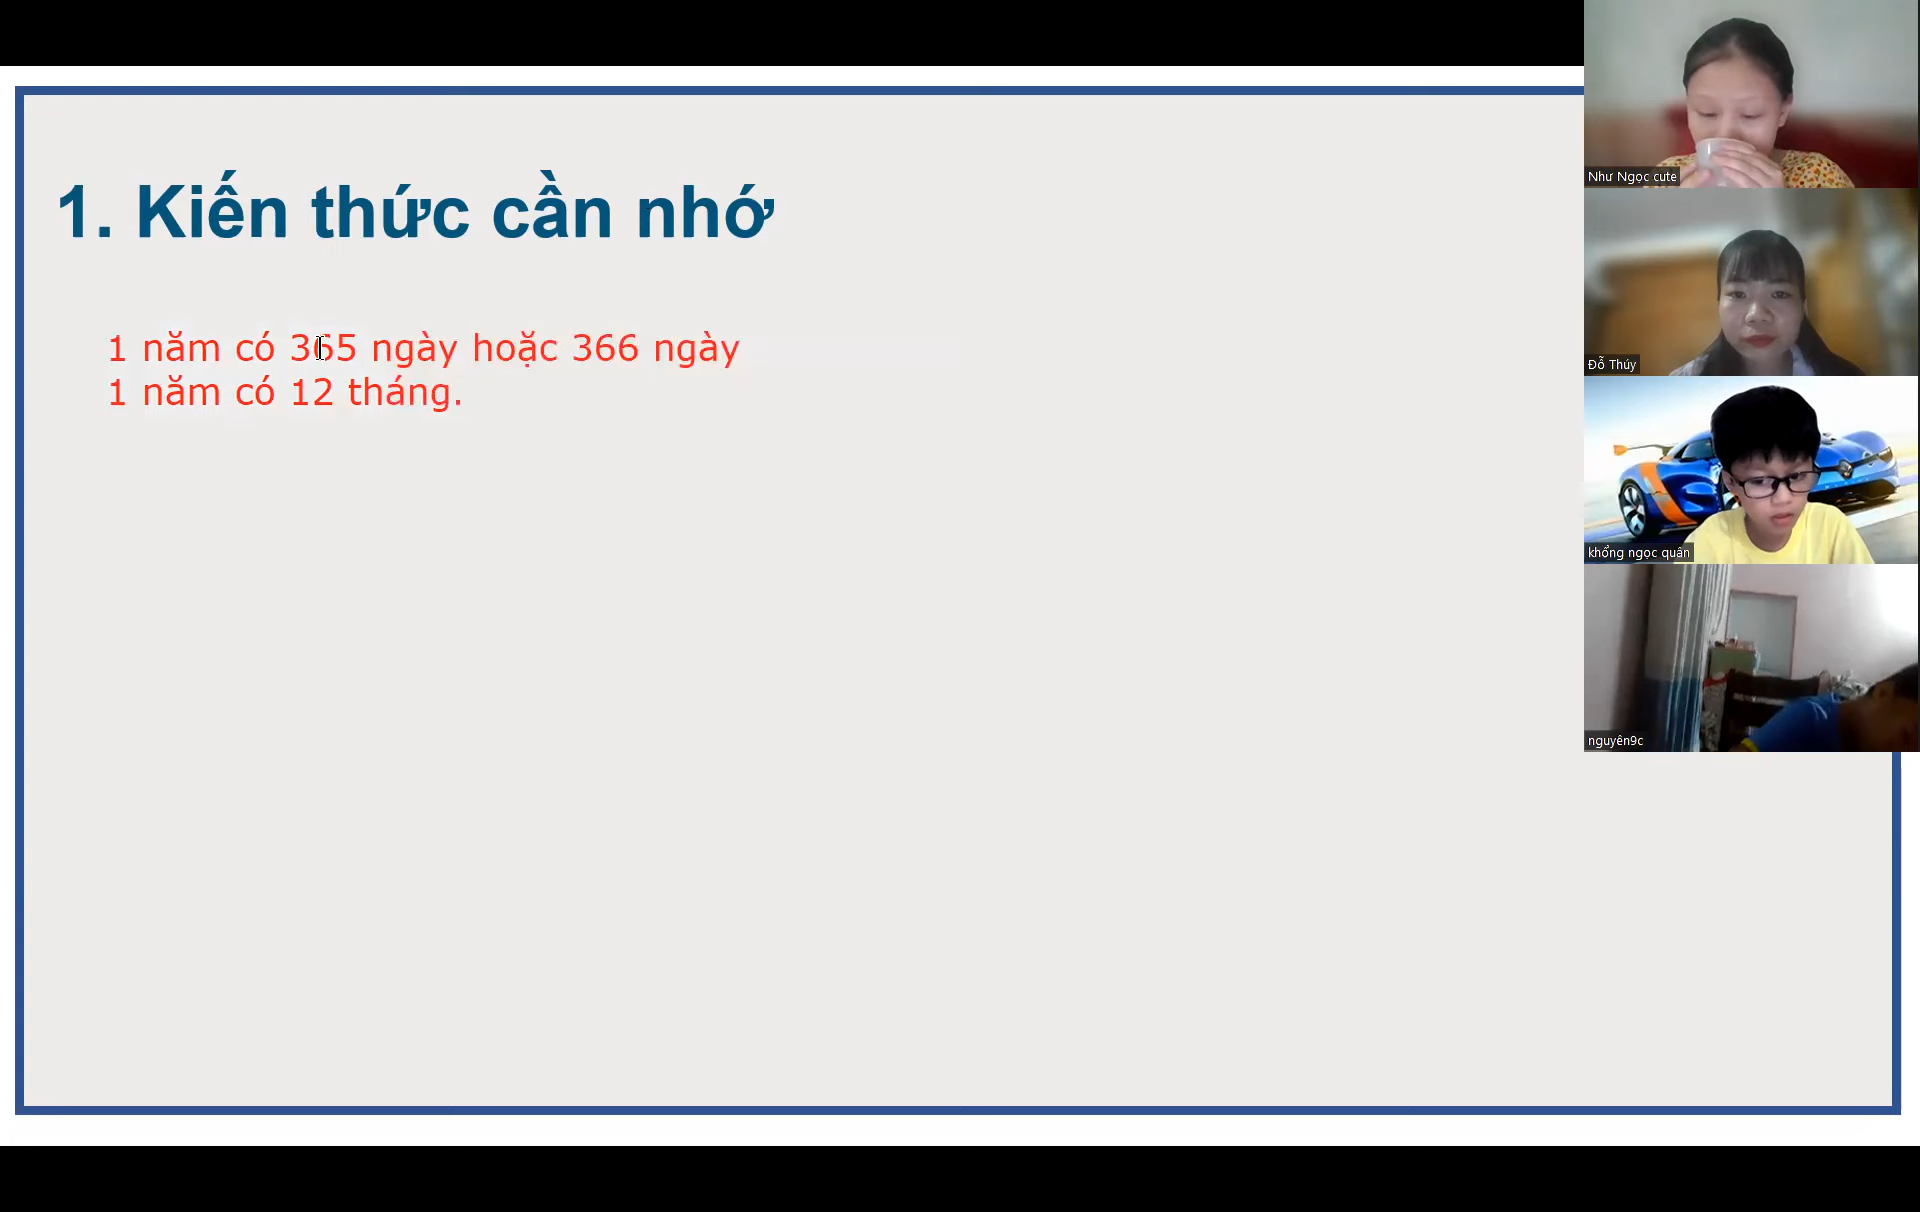 1. Kiến thức cần nhớ
1 năm có 365 ngày hoặc 366 ngày
1 năm có 12 tháng.
Như Ngọc cute
Đỗ Thúy
khổng ngọc quân
nguyên9c